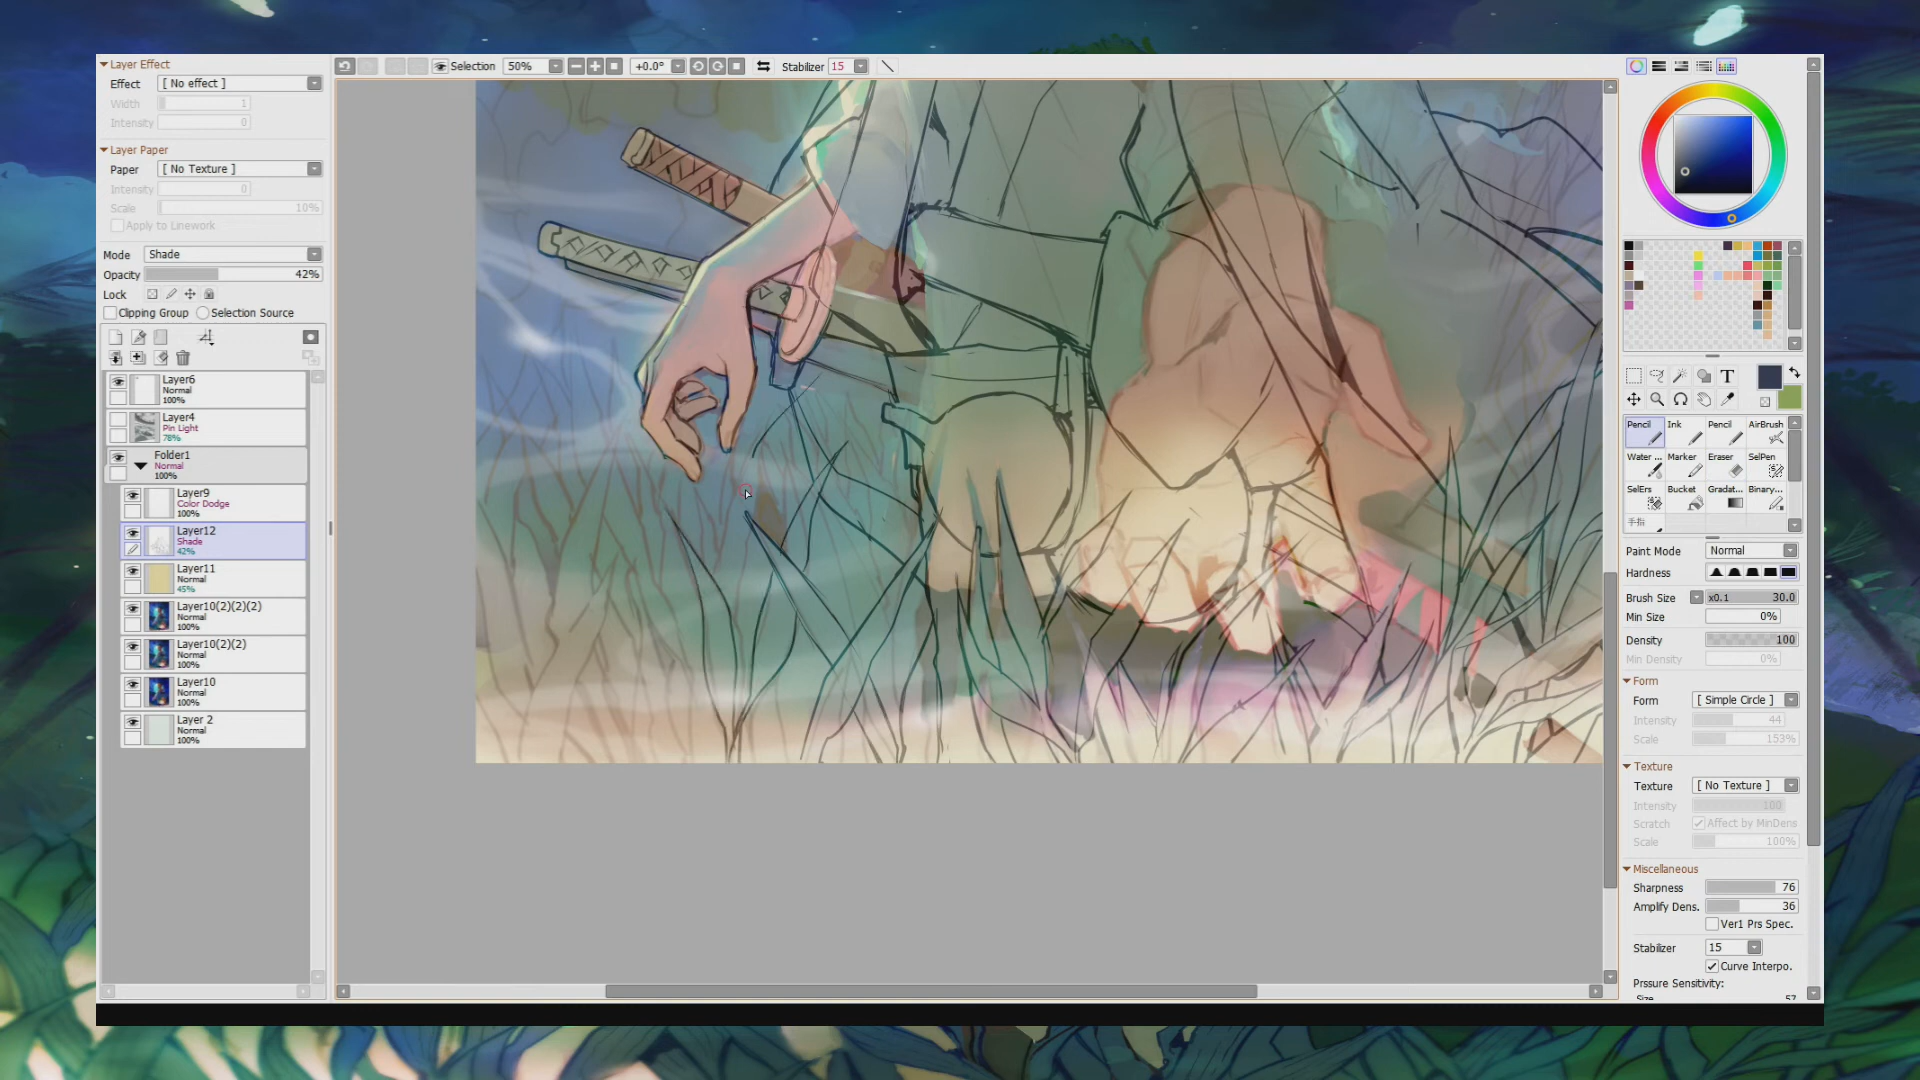 Layer Effect
Effect [ No effect ]
Width 1
Intensity 0
Layer Paper
Paper [ No Texture ]
Intensity 0
Scale 10%
Apply to Linework
Mode Shade
Opacity 42%
Lock
Clipping Group Selection Source
Layer6
Normal
100%
Layer4
Pin Light
78%
Folder1
Normal
100%
Layer9
Color Dodge
100%
Layer12
Shade
42%
Layer11
Normal
45%
Layer10(2)(2)(2)
Normal
100%
Layer10(2)(2)
Normal
100%
Layer10
Normal
100%
Layer 2
Normal
100%
Selection 50% +0.0° Stabilizer 15
T
Pencil Ink Pencil AirBrush
Water ... Marker Eraser SelPen
SelErs Bucket Gradat... Binary...
手指
Paint Mode Normal
Hardness
Brush Size x0.1 30.0
Min Size 0%
Density 100
Min Density 0%
Form
Form [ Simple Circle ]
Intensity 44
Scale 153%
Texture
Texture [ No Texture ]
Intensity 100
Scratch Affect by MinDens
Scale 100%
Miscellaneous
Sharpness 76
Amplify Dens. 36
Ver1 Prs Spec.
Stabilizer 15
Curve Interpo.
Prssure Sensitivity:
Size 57